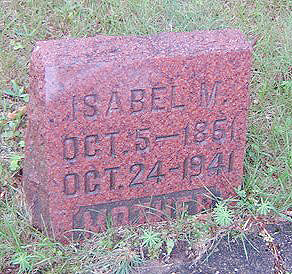 ISABEL M.
OCT. 5—1851
OCT. 24-1941